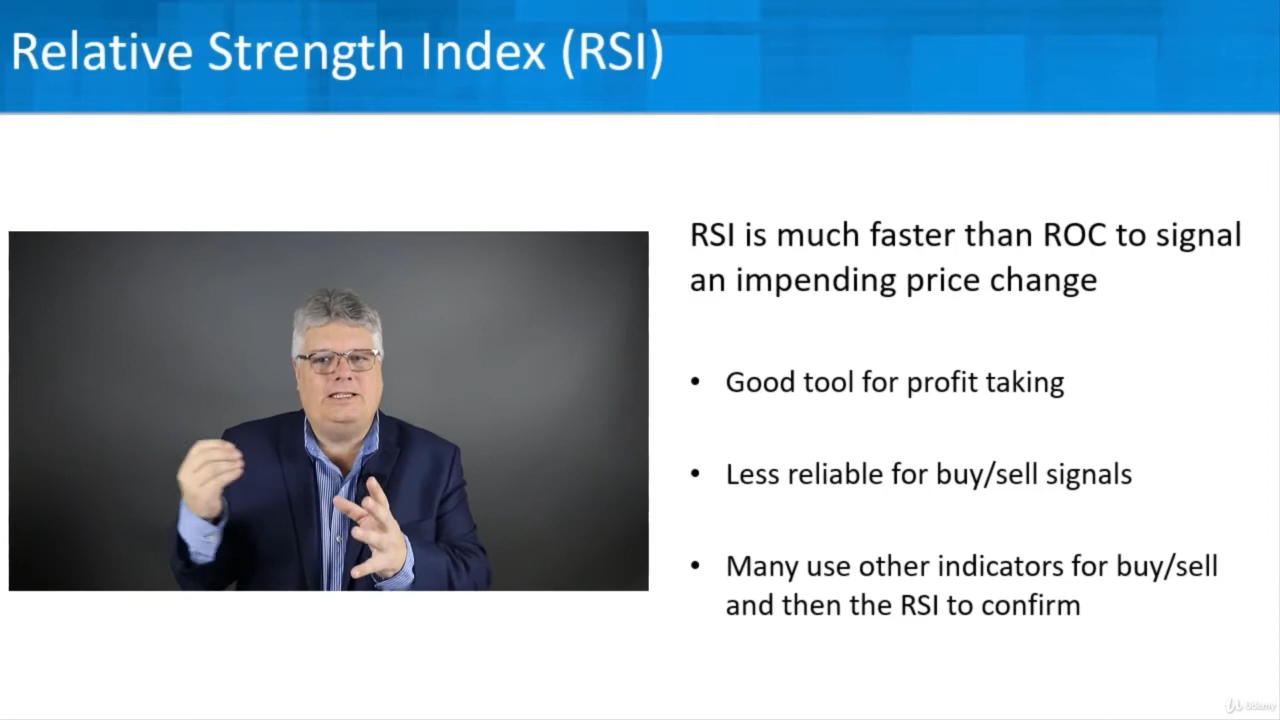 Relative Strength Index (RSI)
RSI is much faster than ROC to signal
an impending price change
• Good tool for profit taking
• Less reliable for buy/sell signals
• Many use other indicators for buy/sell
and then the RSI to confirm
Udemy